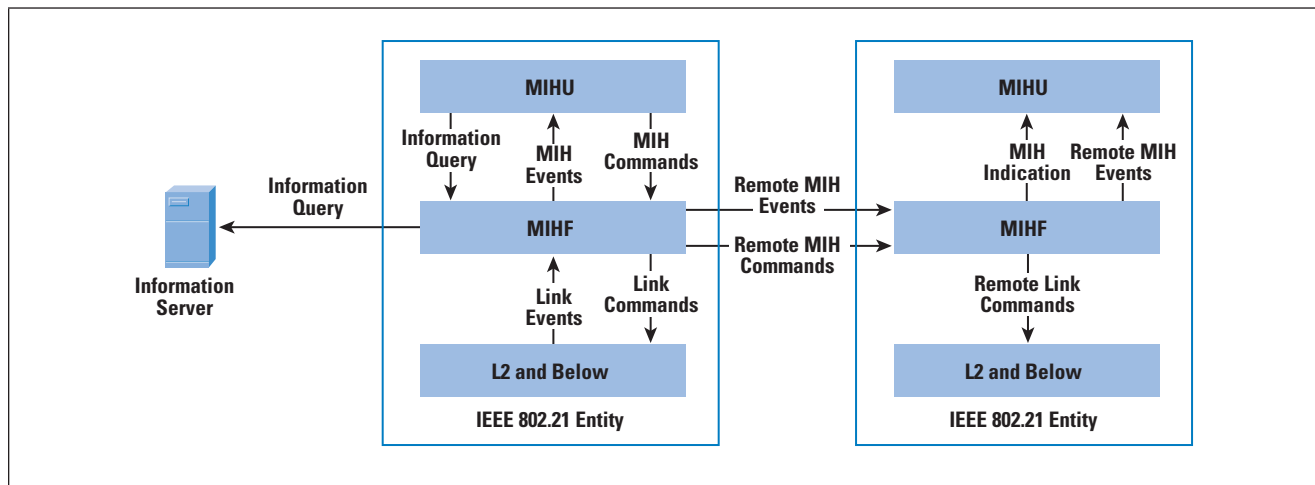 MIHU
MIHU
Information
Query
MIH
Events
MIH
Commands
MIH
Indication
Remote MIH
Events
Information
Query
Remote MIH
Events
MIHF
MIHF
Remote MIH
Commands
Information
Server
Link
Events
Link
Commands
Remote Link
Commands
L2 and Below
L2 and Below
IEEE 802.21 Entity
IEEE 802.21 Entity